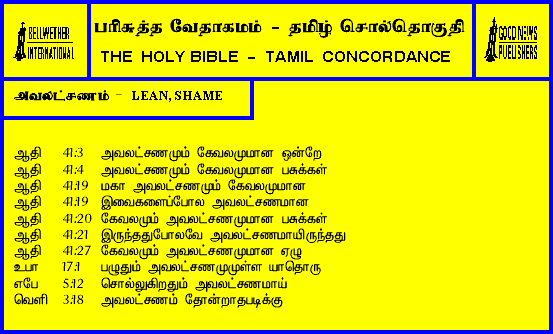 BELLWETHER
INTERNATIONAL
பரிசுத்த வேதாகமம் - தமிழ் சொல்தொகுதி
THE HOLY BIBLE - TAMIL CONCORDANCE
GOOD NEWS
PUBLISHERS
அவலட்சணம் - LEAN, SHAME
ஆதி 41:3 அவலட்சணமும் கேவலமுமான ஒன்றே
ஆதி 41:4 அவலட்சணமும் கேவலமுமான பசுக்கள்
ஆதி 41:19 மகா அவலட்சணமும் கேவலமுமான
ஆதி 41:19 இவைகளைப்போல அவலட்சணமான
ஆதி 41:20 கேவலமும் அவலட்சணமுமான பசுக்கள்
ஆதி 41:21 இருந்ததுபோலவே அவலட்சணமாயிருந்தது
ஆதி 41:27 கேவலமும் அவலட்சணமுமான ஏழு
உபா 17:1 பழுதும் அவலட்சணமுமுள்ள யாதொரு
எபே 5:12 சொல்லுகிறதும் அவலட்சணமாய்
வெளி 3:18 அவலட்சணம் தோன்றாதபடிக்கு